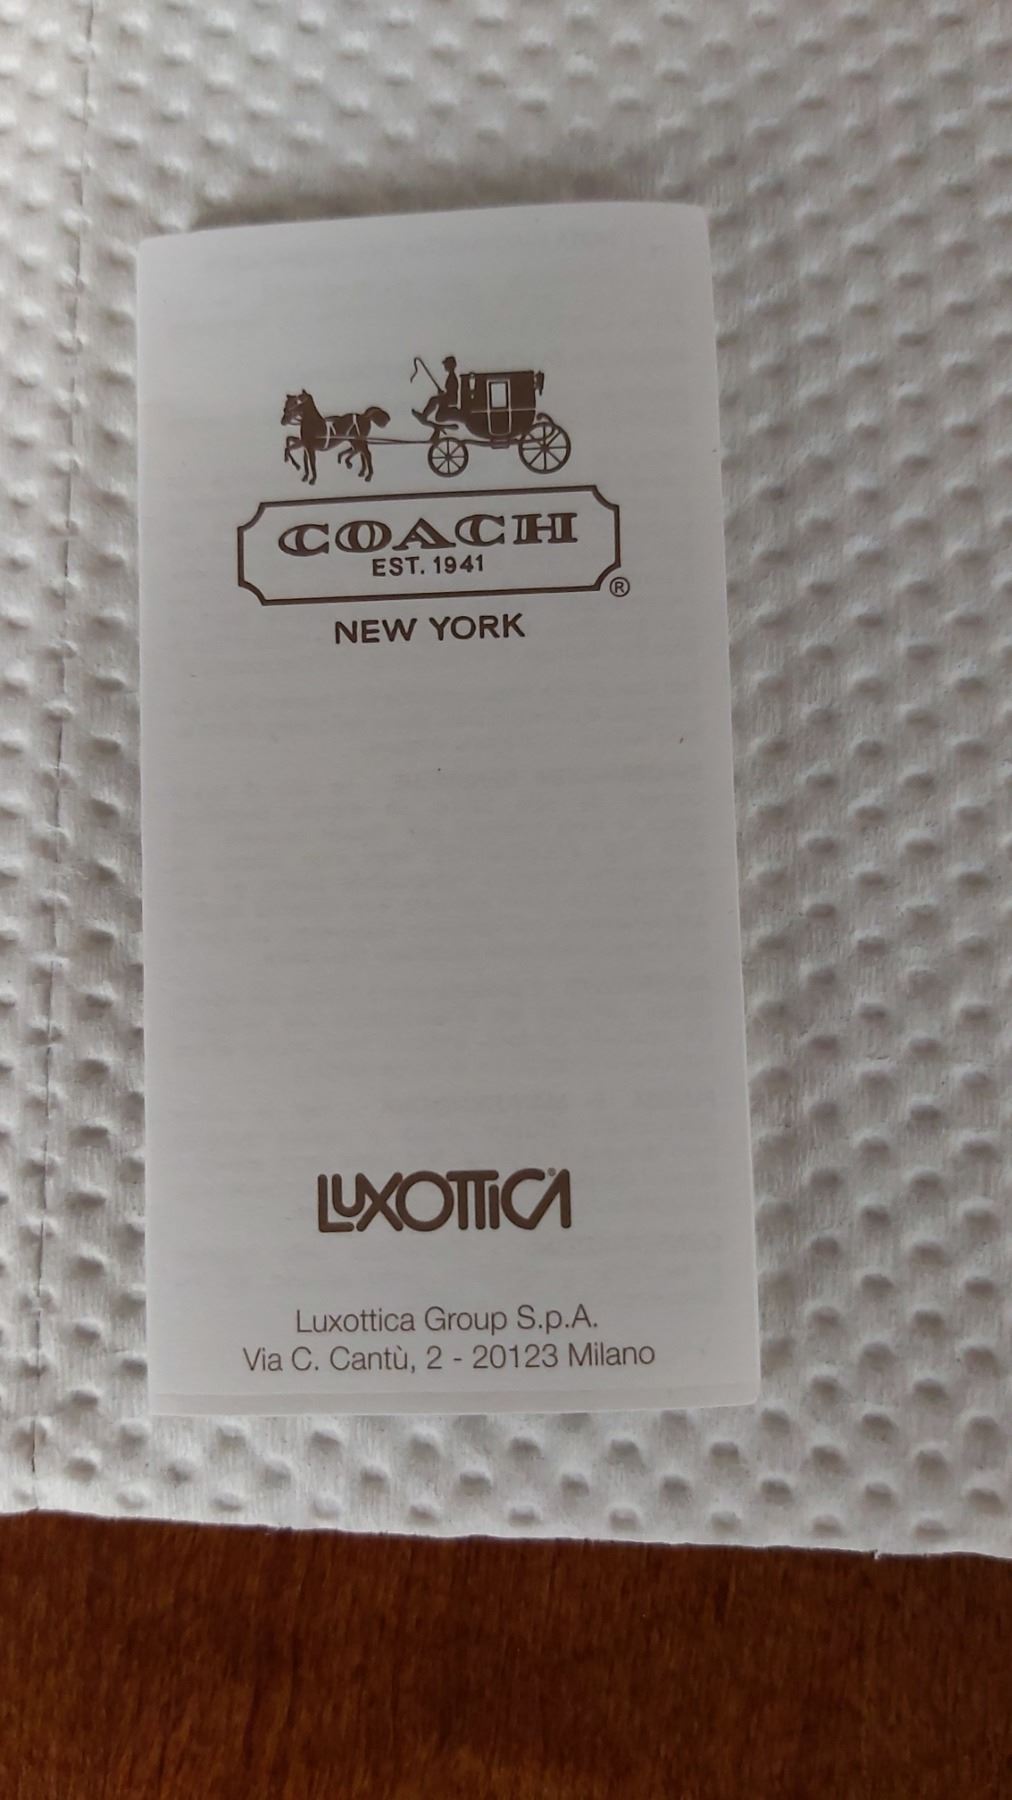 COACH
EST. 1941
®
NEW YORK
LUXOTTICA
Luxottica Group S.p.A.
Via C. Cantù, 2 - 20123 Milano